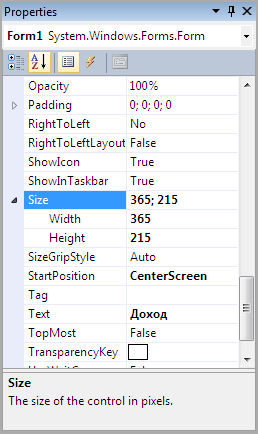 Properties
Form1 System.Windows.Forms.Form
Opacity 100%
Padding 0; 0; 0; 0
RightToLeft No
RightToLeftLayout False
ShowIcon True
ShowInTaskbar True
Size 365; 215
Width 365
Height 215
SizeGripStyle Auto
StartPosition CenterScreen
Tag
Text Доход
TopMost False
TransparencyKey
Size
The size of the control in pixels.